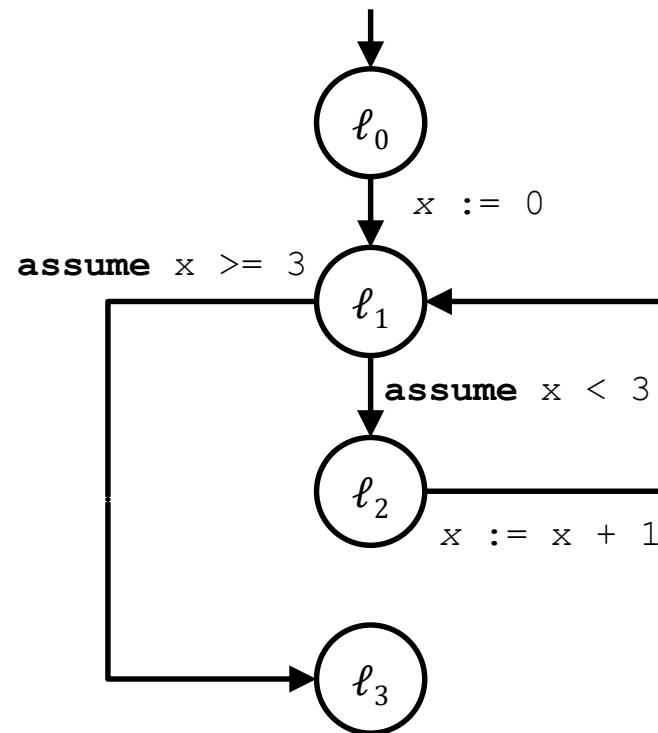 ℓ₀
x := 0
assume x >= 3
ℓ₁
assume x < 3
ℓ₂
x := x + 1
ℓ₃